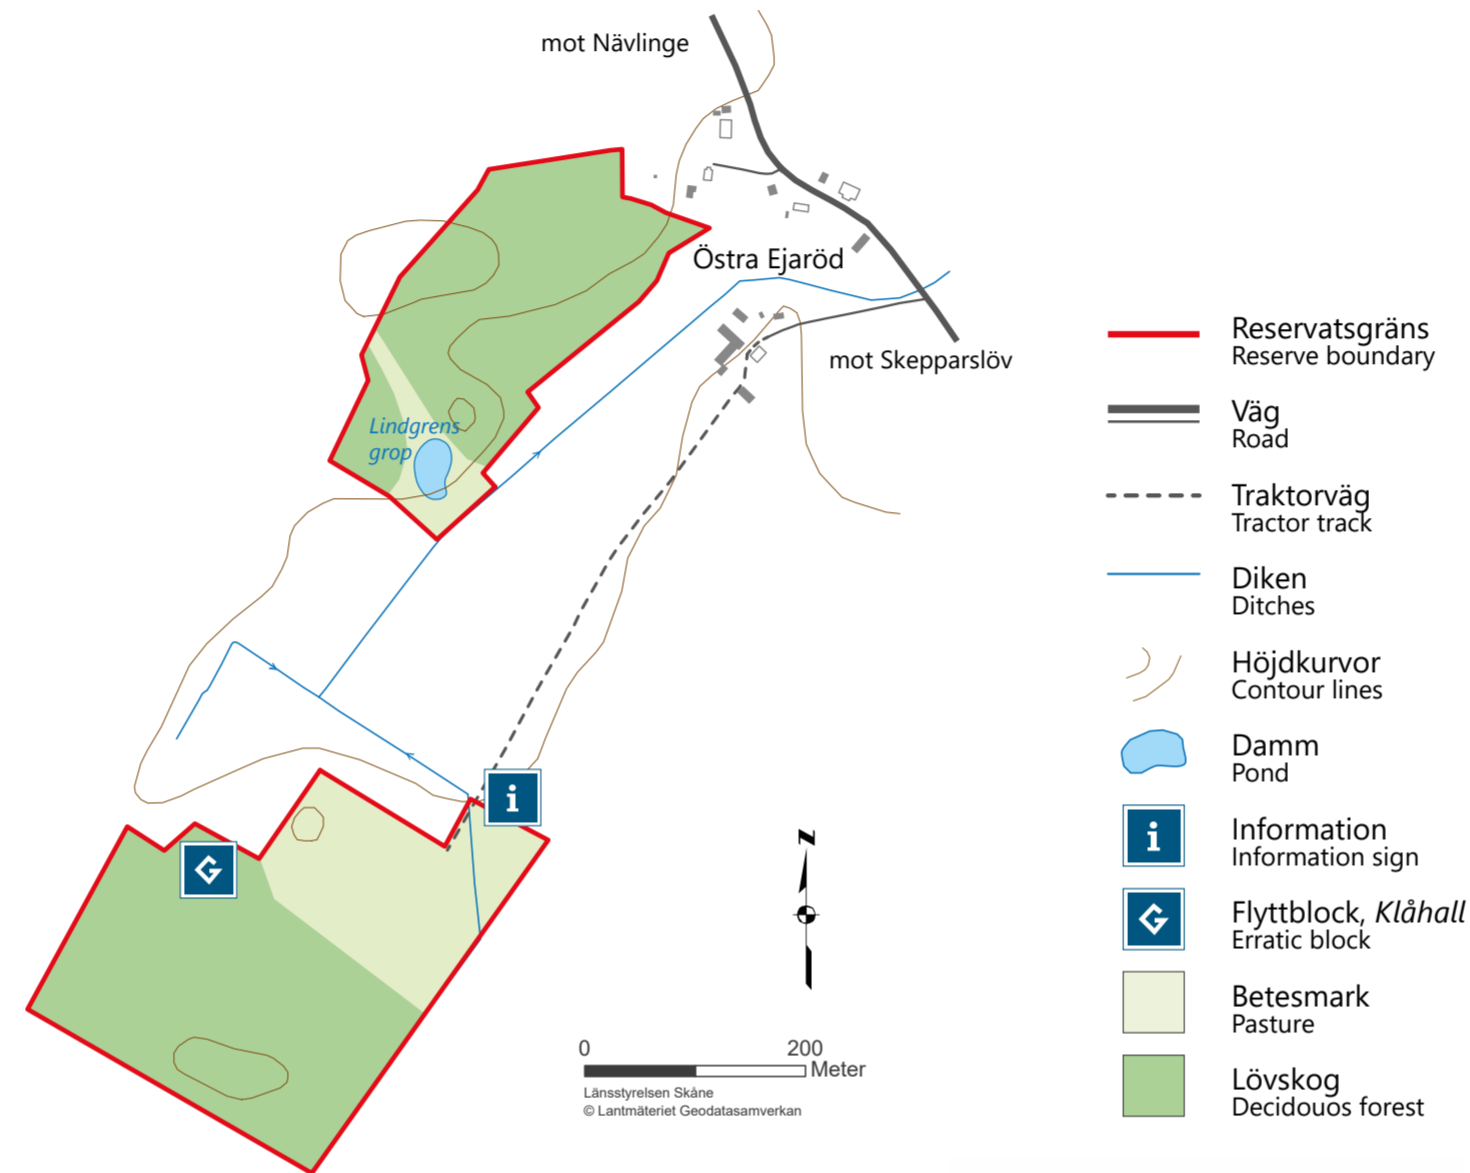 mot Nävlinge
Östra Ejaröd
mot Skepparslöv
Lindgrens
grop
i
N
0 200
Meter
Länsstyrelsen Skåne
© Lantmäteriet Geodatasamverkan
Reservatsgräns
Reserve boundary
Väg
Road
Traktorväg
Tractor track
Diken
Ditches
Höjdkurvor
Contour lines
Damm
Pond
i
Information
Information sign
Flyttblock, Klåhall
Erratic block
Betesmark
Pasture
Lövskog
Decidouos forest